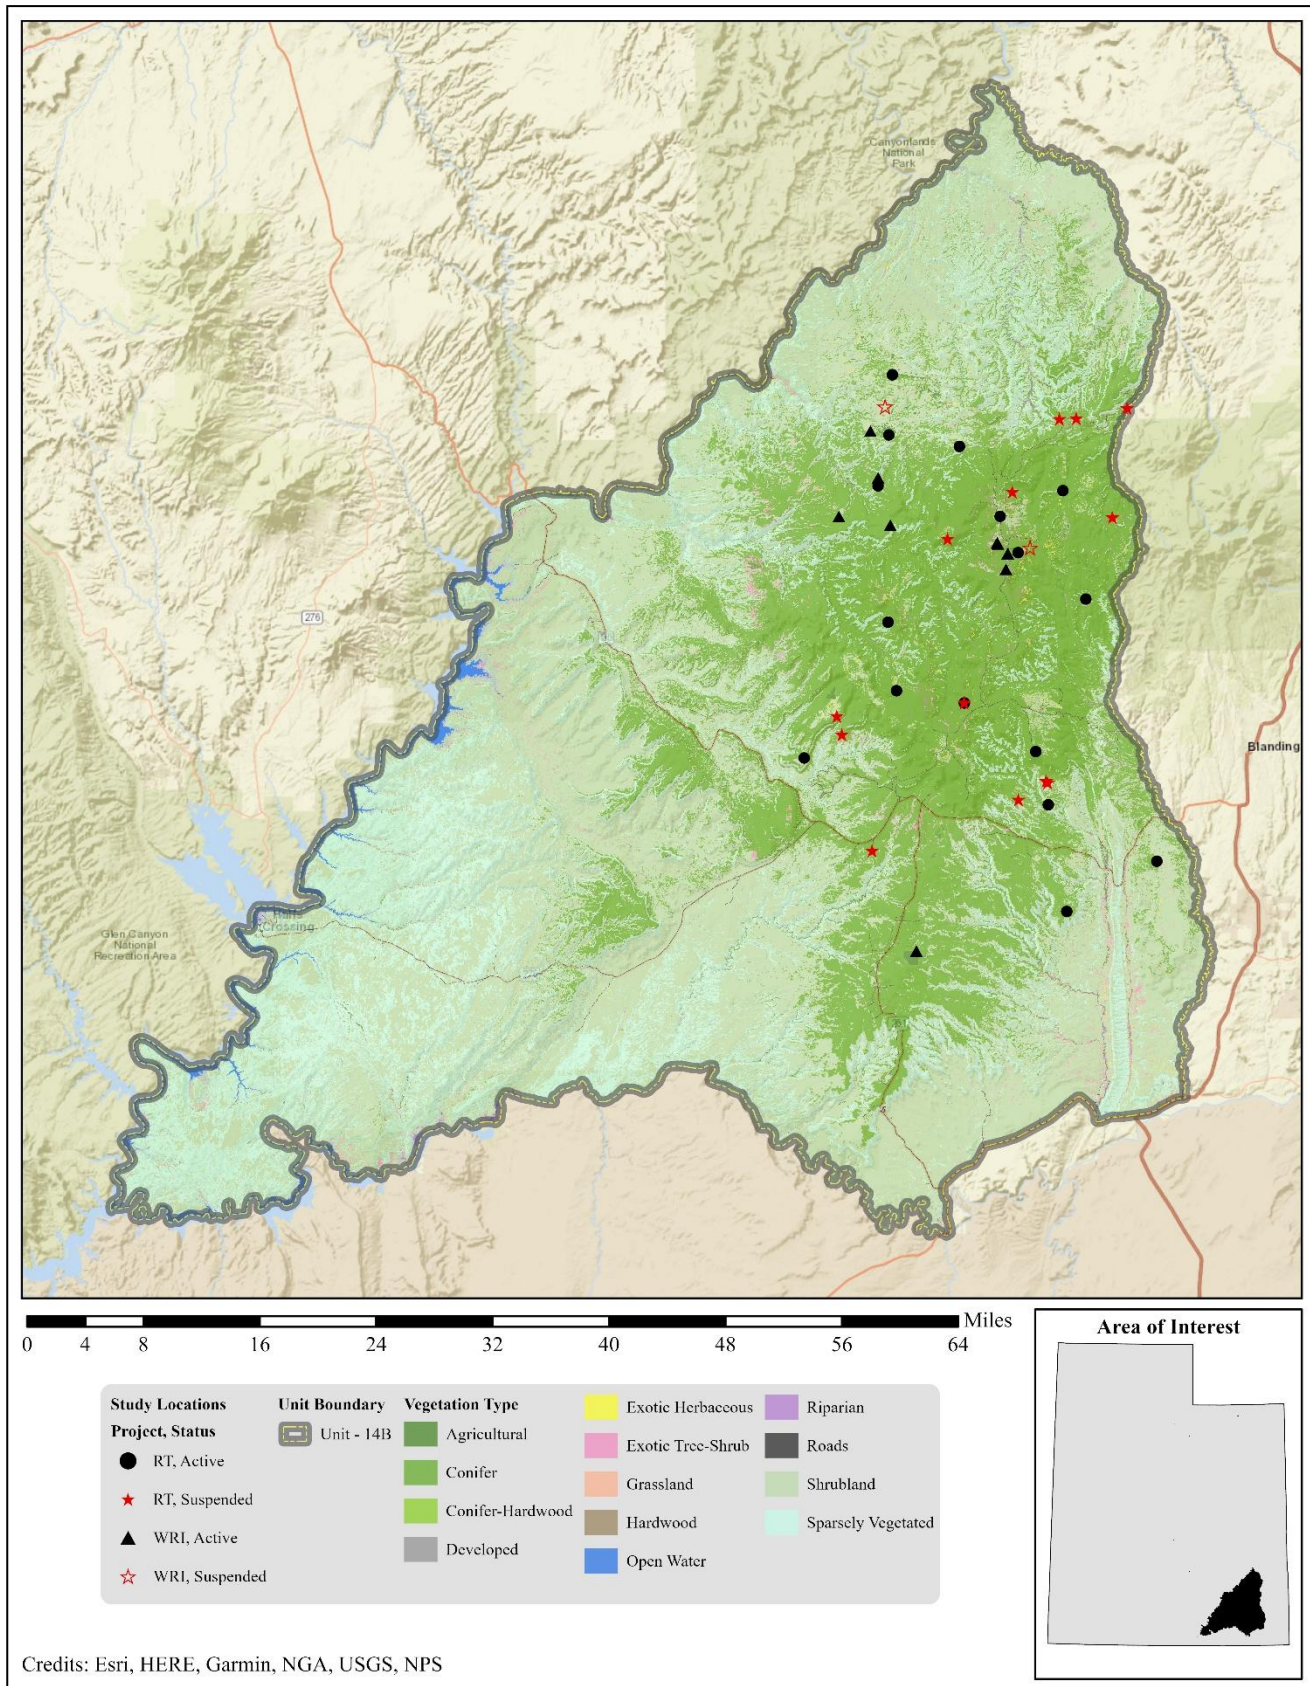 Canyonlands
National
Park
276
Blanding
Halls
Crossing
Glen Canyon
National
Recreation Area
Miles
0 4 8 16 24 32 40 48 56 64
Area of Interest
Study Locations
Project, Status
RT, Active
RT, Suspended
WRI, Active
WRI, Suspended
Unit Boundary
Unit - 14B
Vegetation Type
Agricultural
Conifer
Conifer-Hardwood
Developed
Exotic Herbaceous
Exotic Tree-Shrub
Grassland
Hardwood
Open Water
Riparian
Roads
Shrubland
Sparsely Vegetated
Credits: Esri, HERE, Garmin, NGA, USGS, NPS